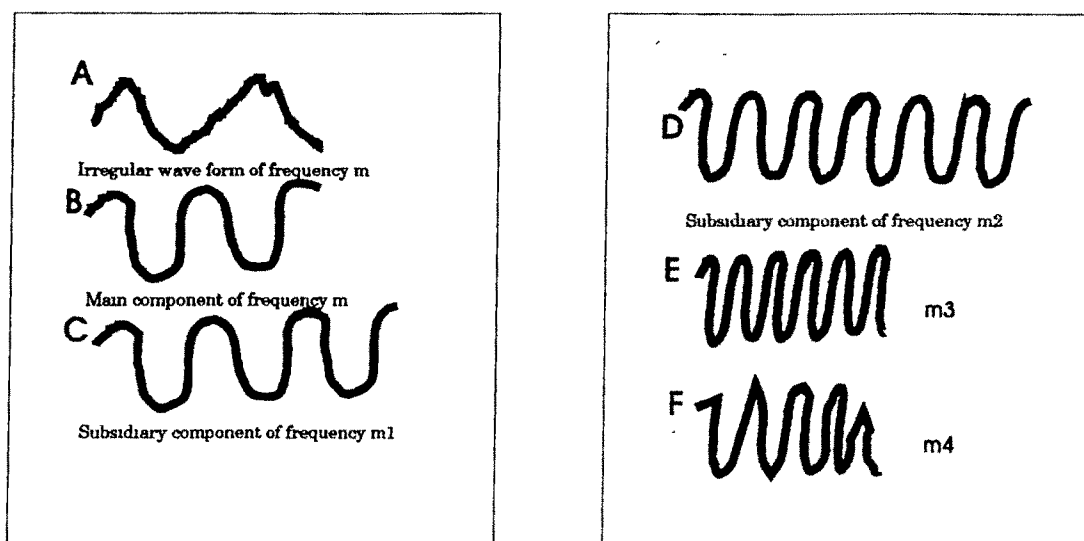 A
Irregular wave form of frequency m
B
Main component of frequency m
C
Subsidiary component of frequency m1
D
Subsidiary component of frequency m2
E
m3
F
m4